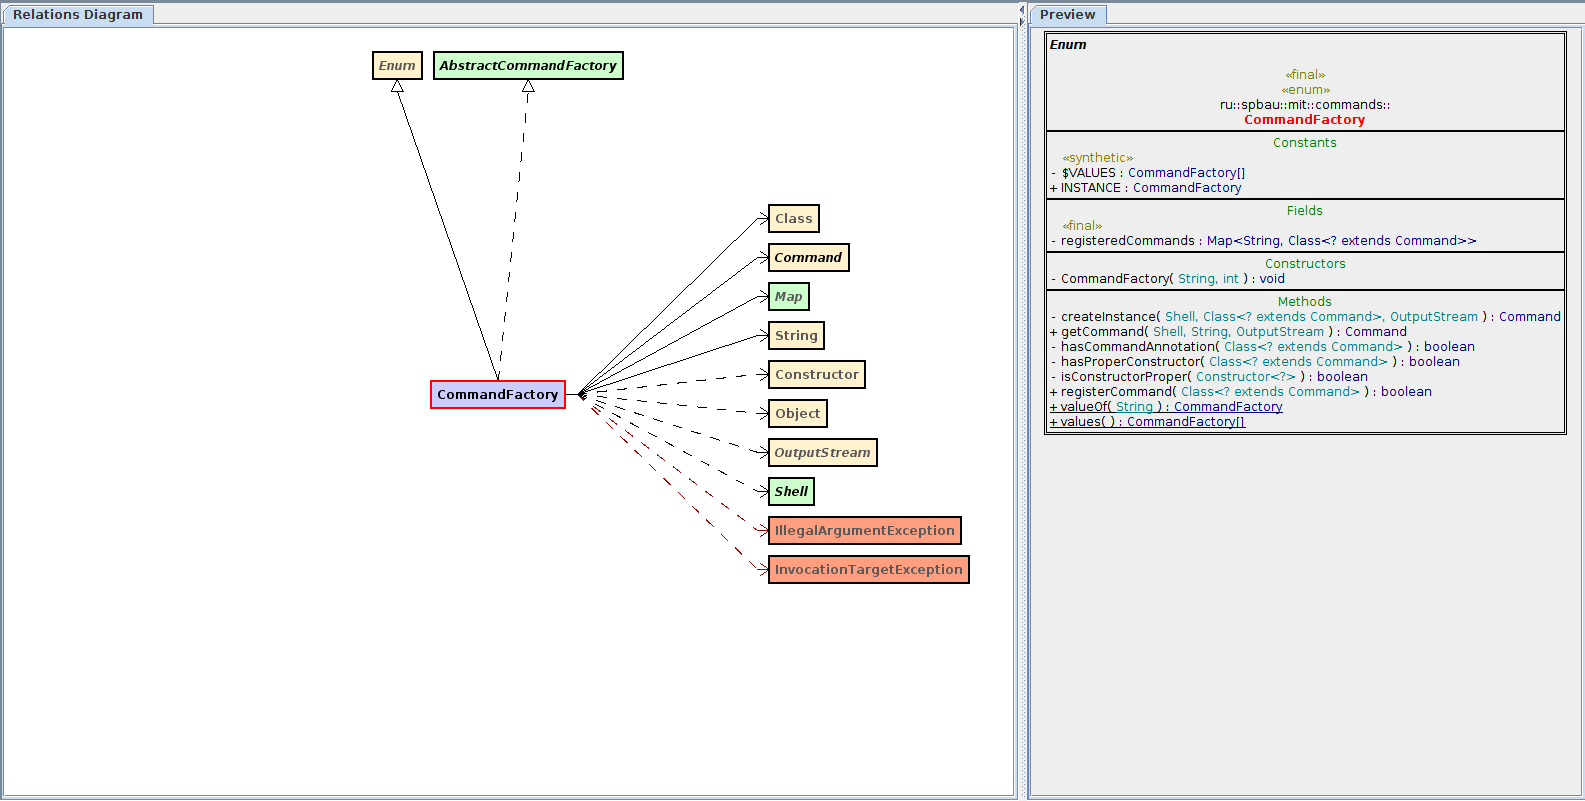 Relations Diagram
Enum
AbstractCommandFactory
Class
Command
Map
String
Constructor
CommandFactory
Object
OutputStream
Shell
IllegalArgumentException
InvocationTargetException
Preview
Enum
«final»
«enum»
ru::spbau::mit::commands::
CommandFactory
Constants
«synthetic»
- $VALUES : CommandFactory[]
+ INSTANCE : CommandFactory
Fields
«final»
- registeredCommands : Map<String, Class<? extends Command>>
Constructors
- CommandFactory( String, int ) : void
Methods
- createInstance( Shell, Class<? extends Command>, OutputStream ) : Command
+ getCommand( Shell, String, OutputStream ) : Command
- hasCommandAnnotation( Class<? extends Command> ) : boolean
- hasProperConstructor( Class<? extends Command> ) : boolean
- isConstructorProper( Constructor<?> ) : boolean
+ registerCommand( Class<? extends Command> ) : boolean
+ valueOf( String ) : CommandFactory
+ values( ) : CommandFactory[]